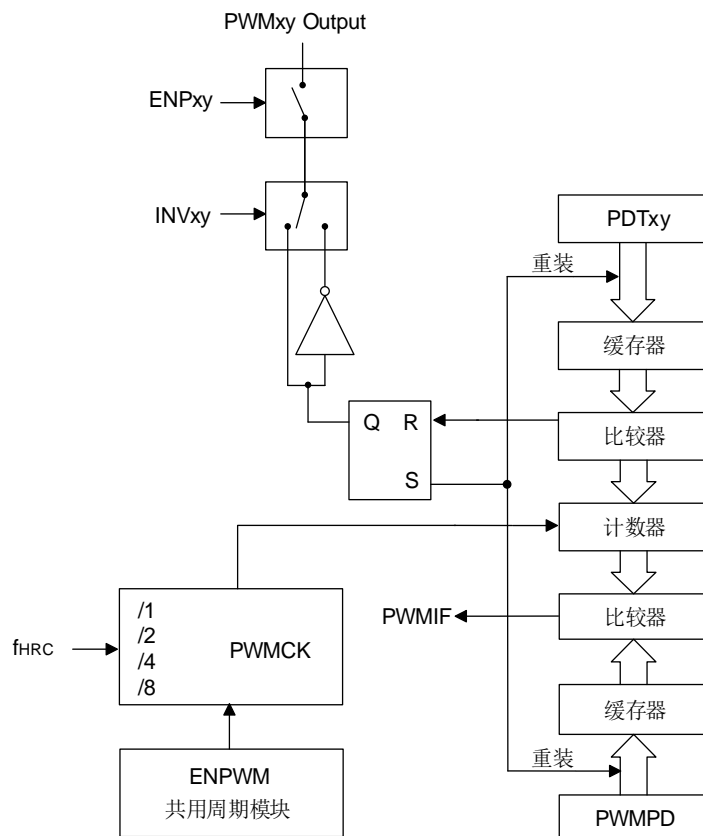 PWMxy Output
ENPxy
INVxy
PDTxy
重装
缓存器
Q R
比较器
S
计数器
/1
/2
/4
/8
PWMCK
fHRC
PWMIF
比较器
缓存器
ENPWM
共用周期模块
重装
PWMPD